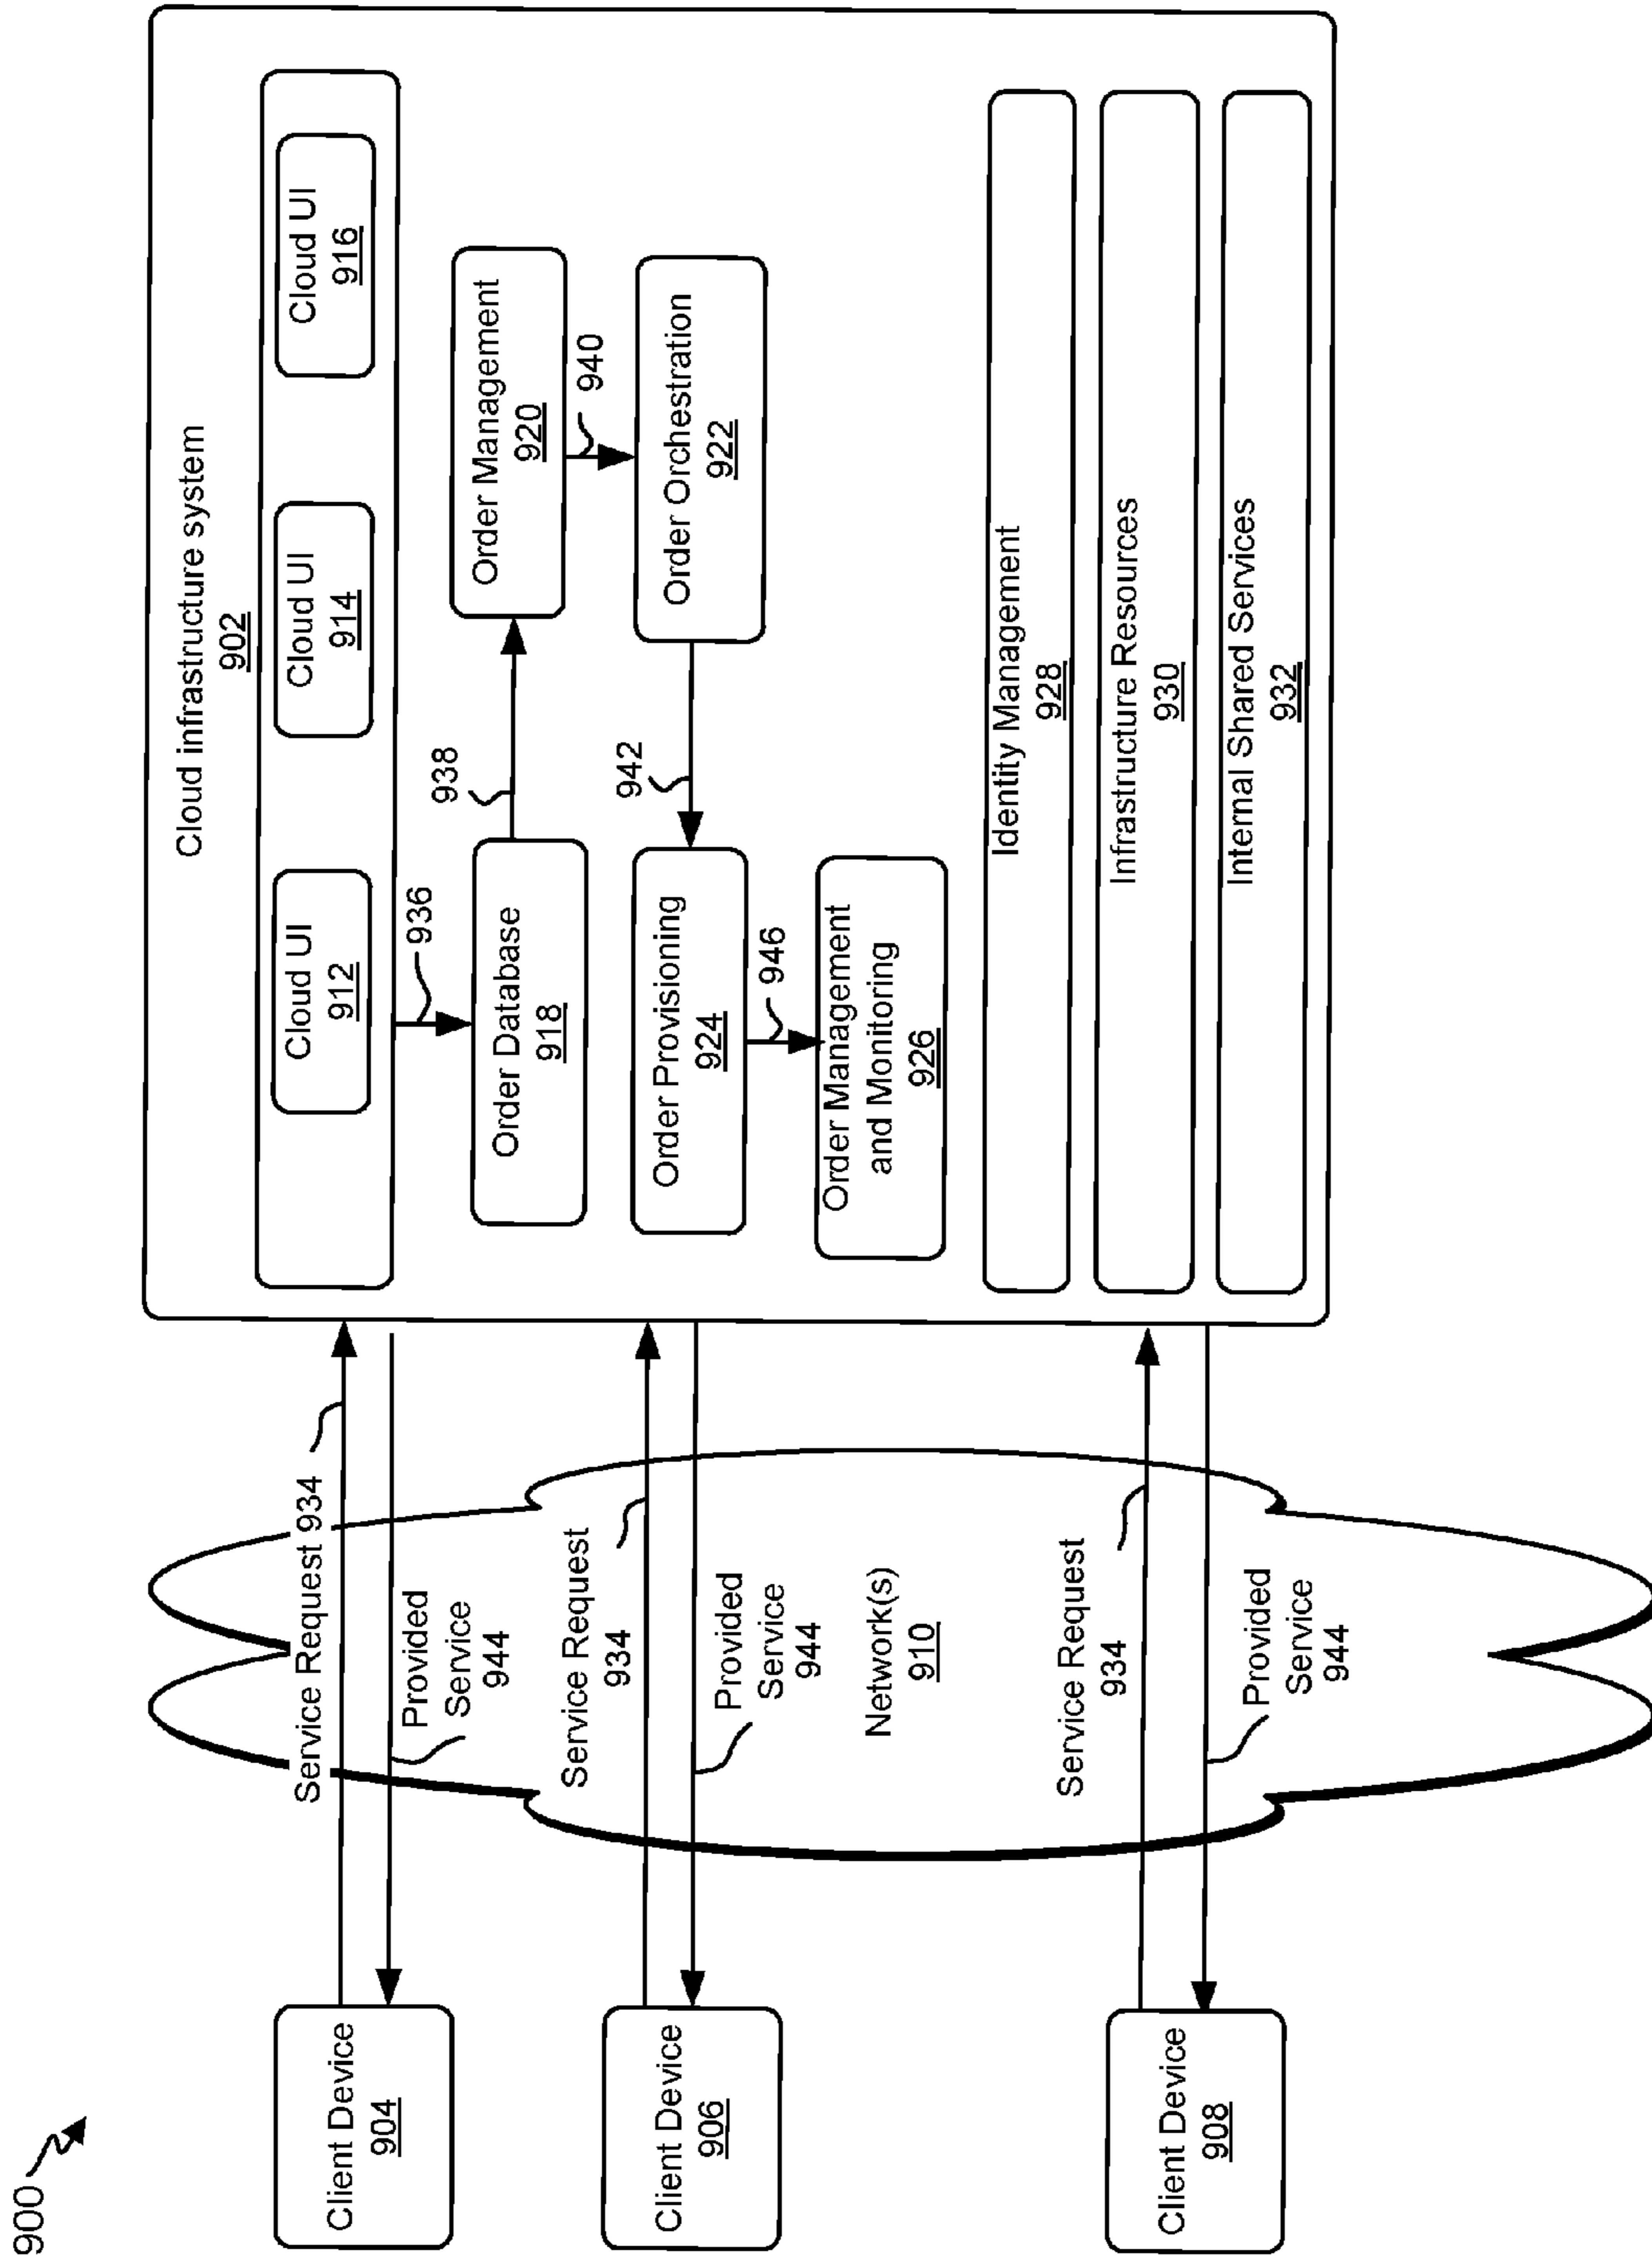 900
Client Device
904
Client Device
906
Client Device
908
Service Request 934
Provided
Service
944
Service Request
934
Provided
Service
944
Network(s)
910
Service Request
934
Provided
Service
944
Cloud infrastructure system
902
Cloud UI
912
Cloud UI
914
Cloud UI
916
936
Order Database
918
938
Order Management
920
940
Order Orchestration
922
942
Order Provisioning
924
946
Order Management
and Monitoring
926
Identity Management
928
Infrastructure Resources
930
Internal Shared Services
932